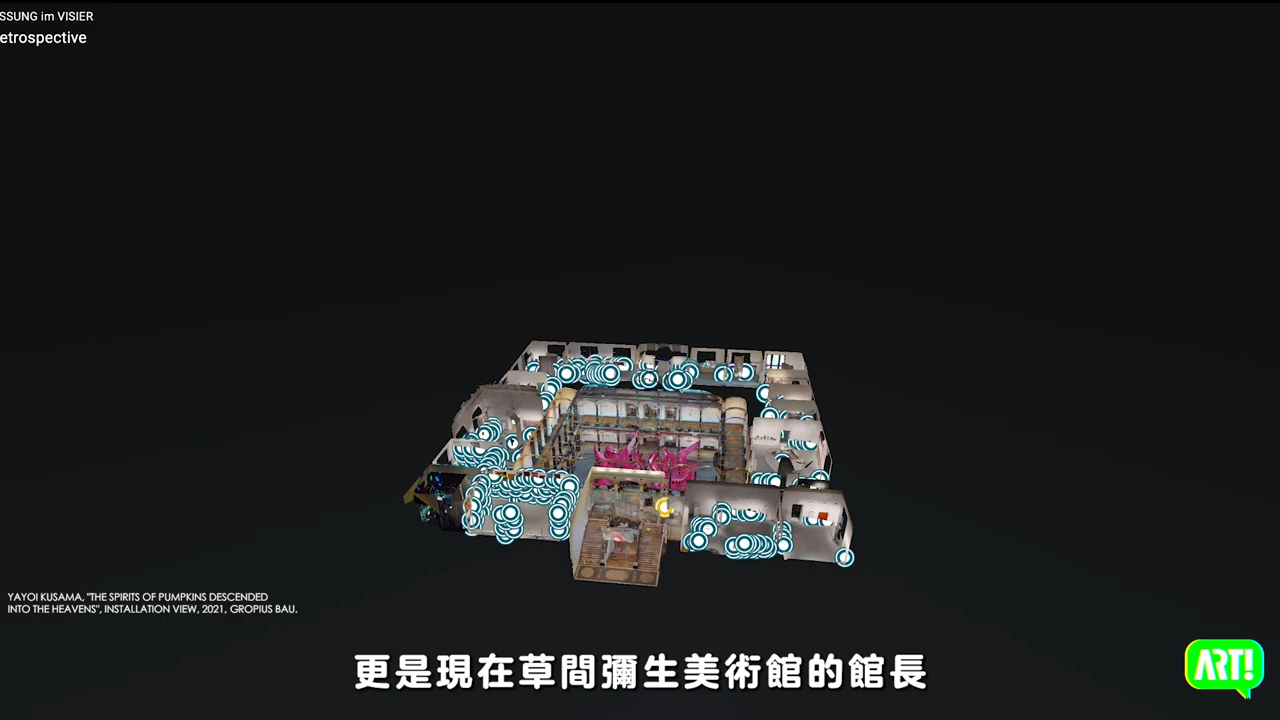 SSUNG im VISIER
etrospective
YAYOI KUSAMA, "THE SPIRITS OF PUMPKINS DESCENDED
INTO THE HEAVENS", INSTALLATION VIEW, 2021, GROPIUS BAU.
更是現在草間彌生美術館的館長
ART!